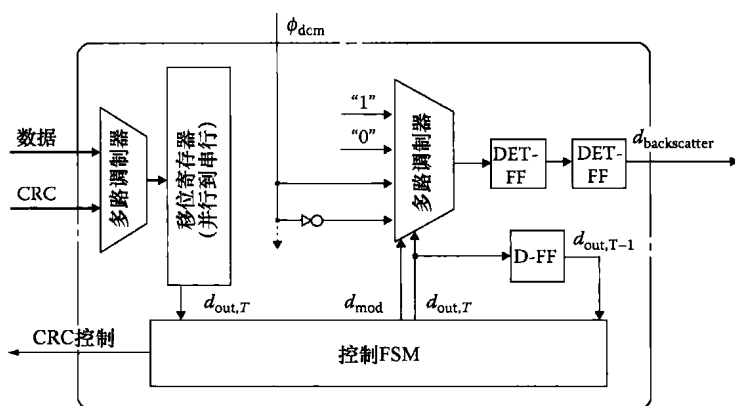 ϕdcm
"1"
"0"
数据
CRC
多路调制器
移位寄存器
(并行到串行)
多路调制器
DET-
FF
DET-
FF
dbackscatter
D-FF
dout,T−1
dout,T
dmod
dout,T
CRC控制
控制FSM